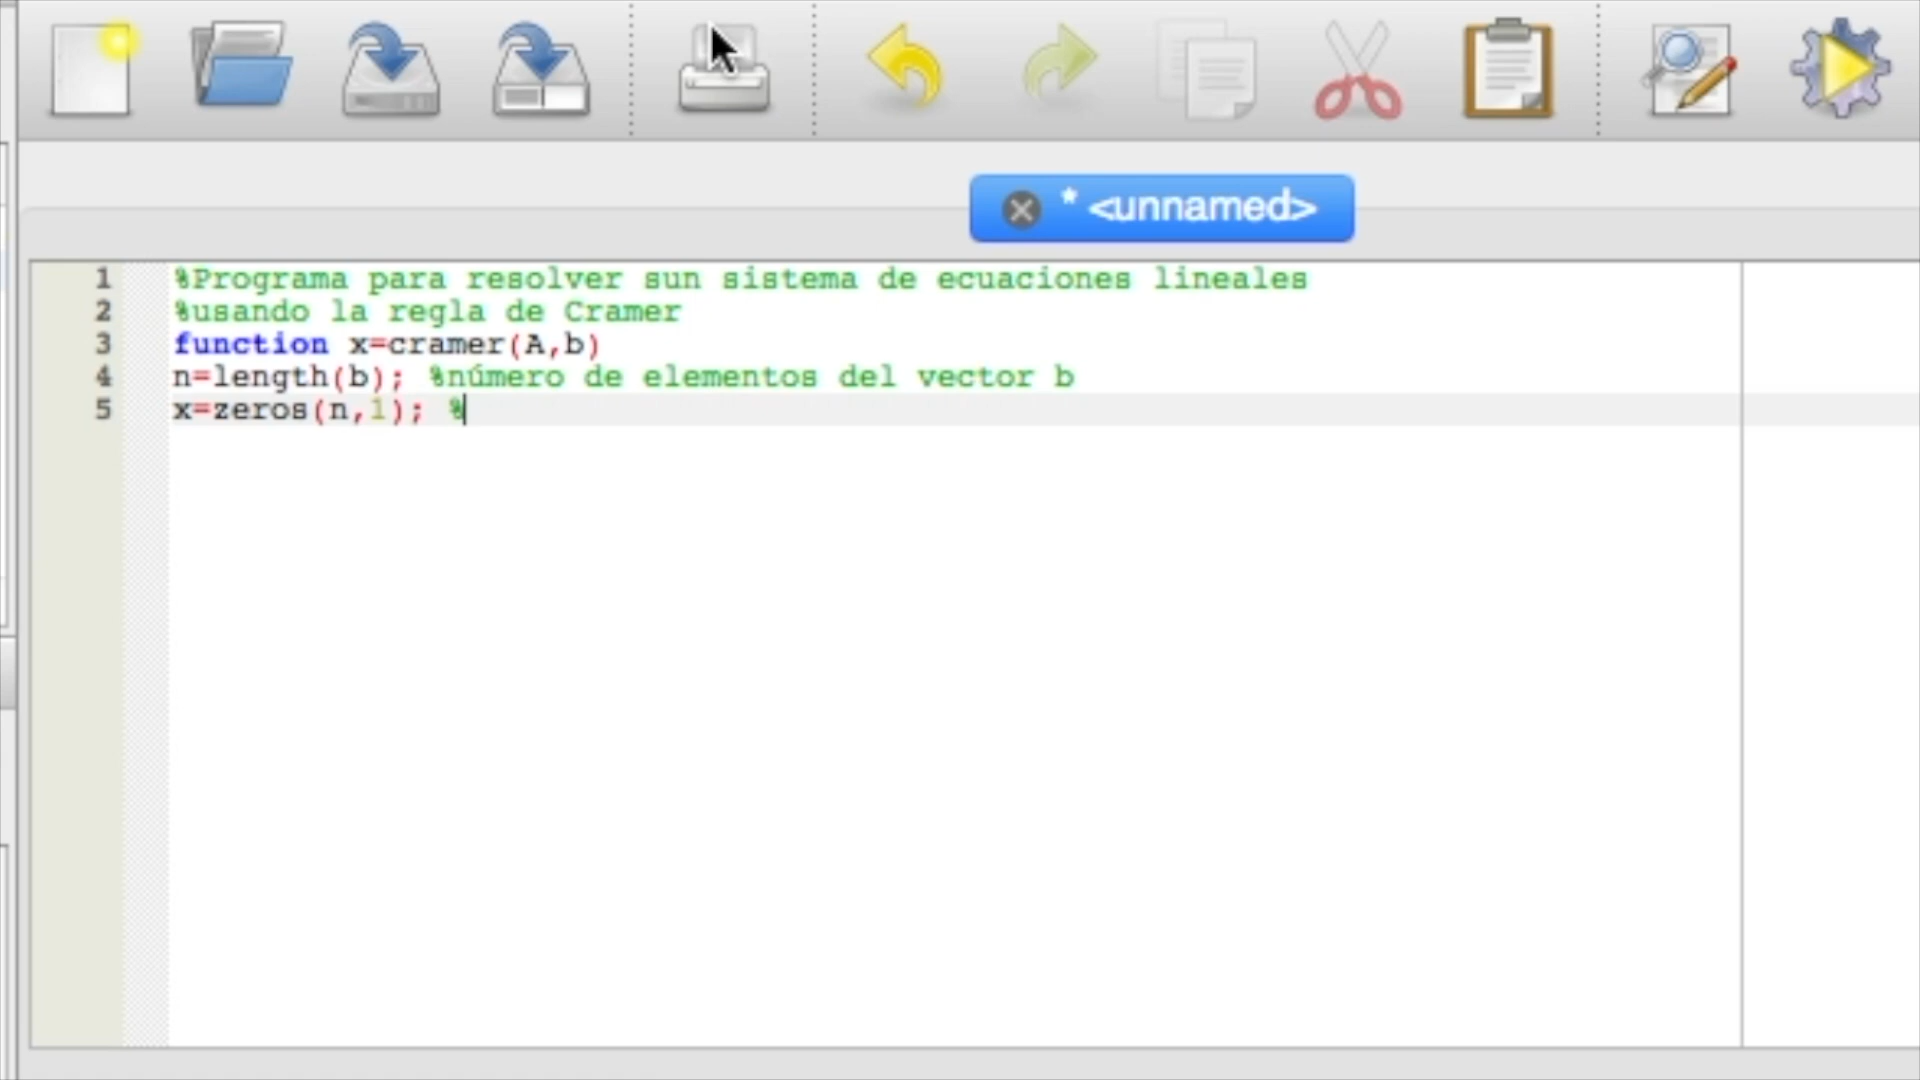 * <unnamed>
1 %Programa para resolver sun sistema de ecuaciones lineales
2 %usando la regla de Cramer
3 function x=cramer(A,b)
4 n=length(b); %número de elementos del vector b
5 x=zeros(n,1); %